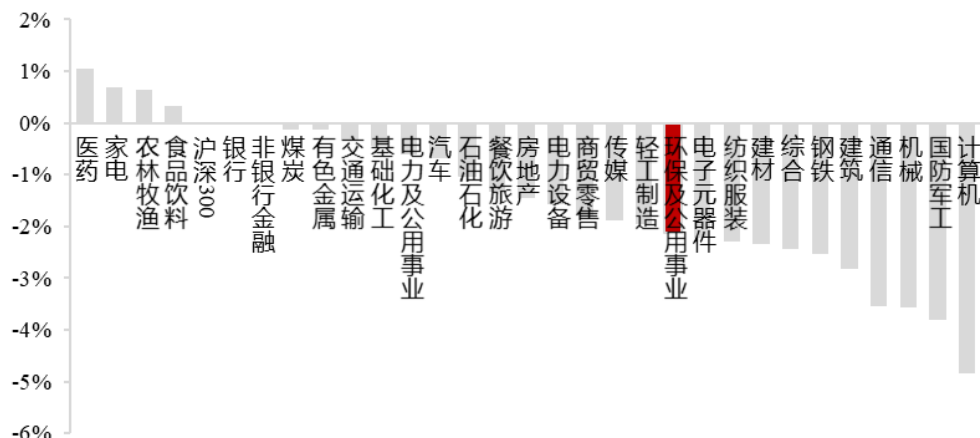 2%
1%
0%
-1%
-2%
-3%
-4%
-5%
-6%
医药
家电
农林牧渔
食品饮料
沪深300
银行
非银行金融
煤炭
有色金属
交通运输
基础化工
电力及公用事业
汽车
石油石化
餐饮旅游
房地产
电力设备
商贸零售
传媒
轻工制造
环保及公用事业
电子元器件
纺织服装
建材
综合
钢铁
建筑
通信
机械
国防军工
计算机